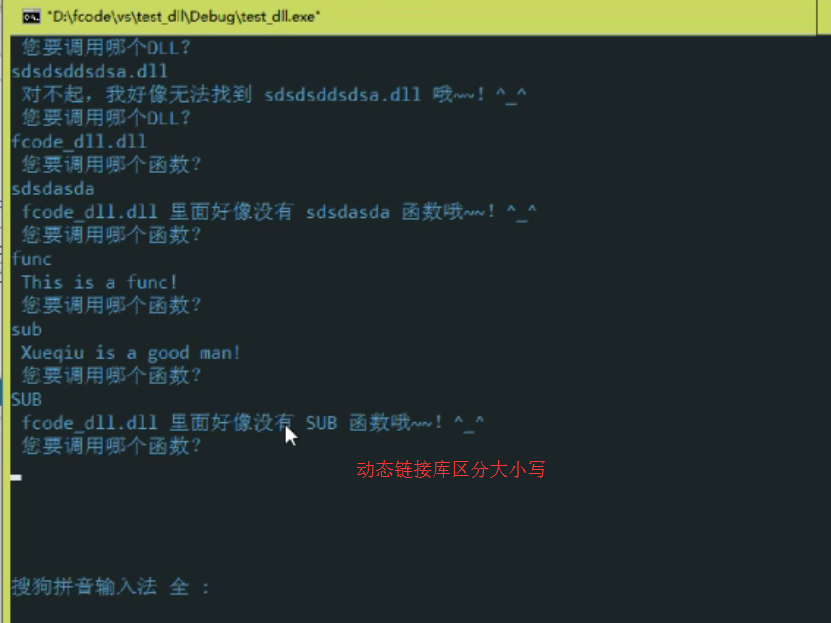 "D:\fcode\vs\test_dll\Debug\test_dll.exe"
您要调用哪个DLL?
sdsdsddsdsa.dll
对不起，我好像无法找到 sdsdsddsdsa.dll 哦~~! ^_^
您要调用哪个DLL?
fcode_dll.dll
您要调用哪个函数?
sdsdasda
fcode_dll.dll 里面好像没有 sdsdasda 函数哦~~! ^_^
您要调用哪个函数?
func
This is a func!
您要调用哪个函数?
sub
Xueqiu is a good man!
您要调用哪个函数?
SUB
fcode_dll.dll 里面好像没有 SUB 函数哦~~! ^_^
您要调用哪个函数?
动态链接库区分大小写
搜狗拼音输入法 全 :